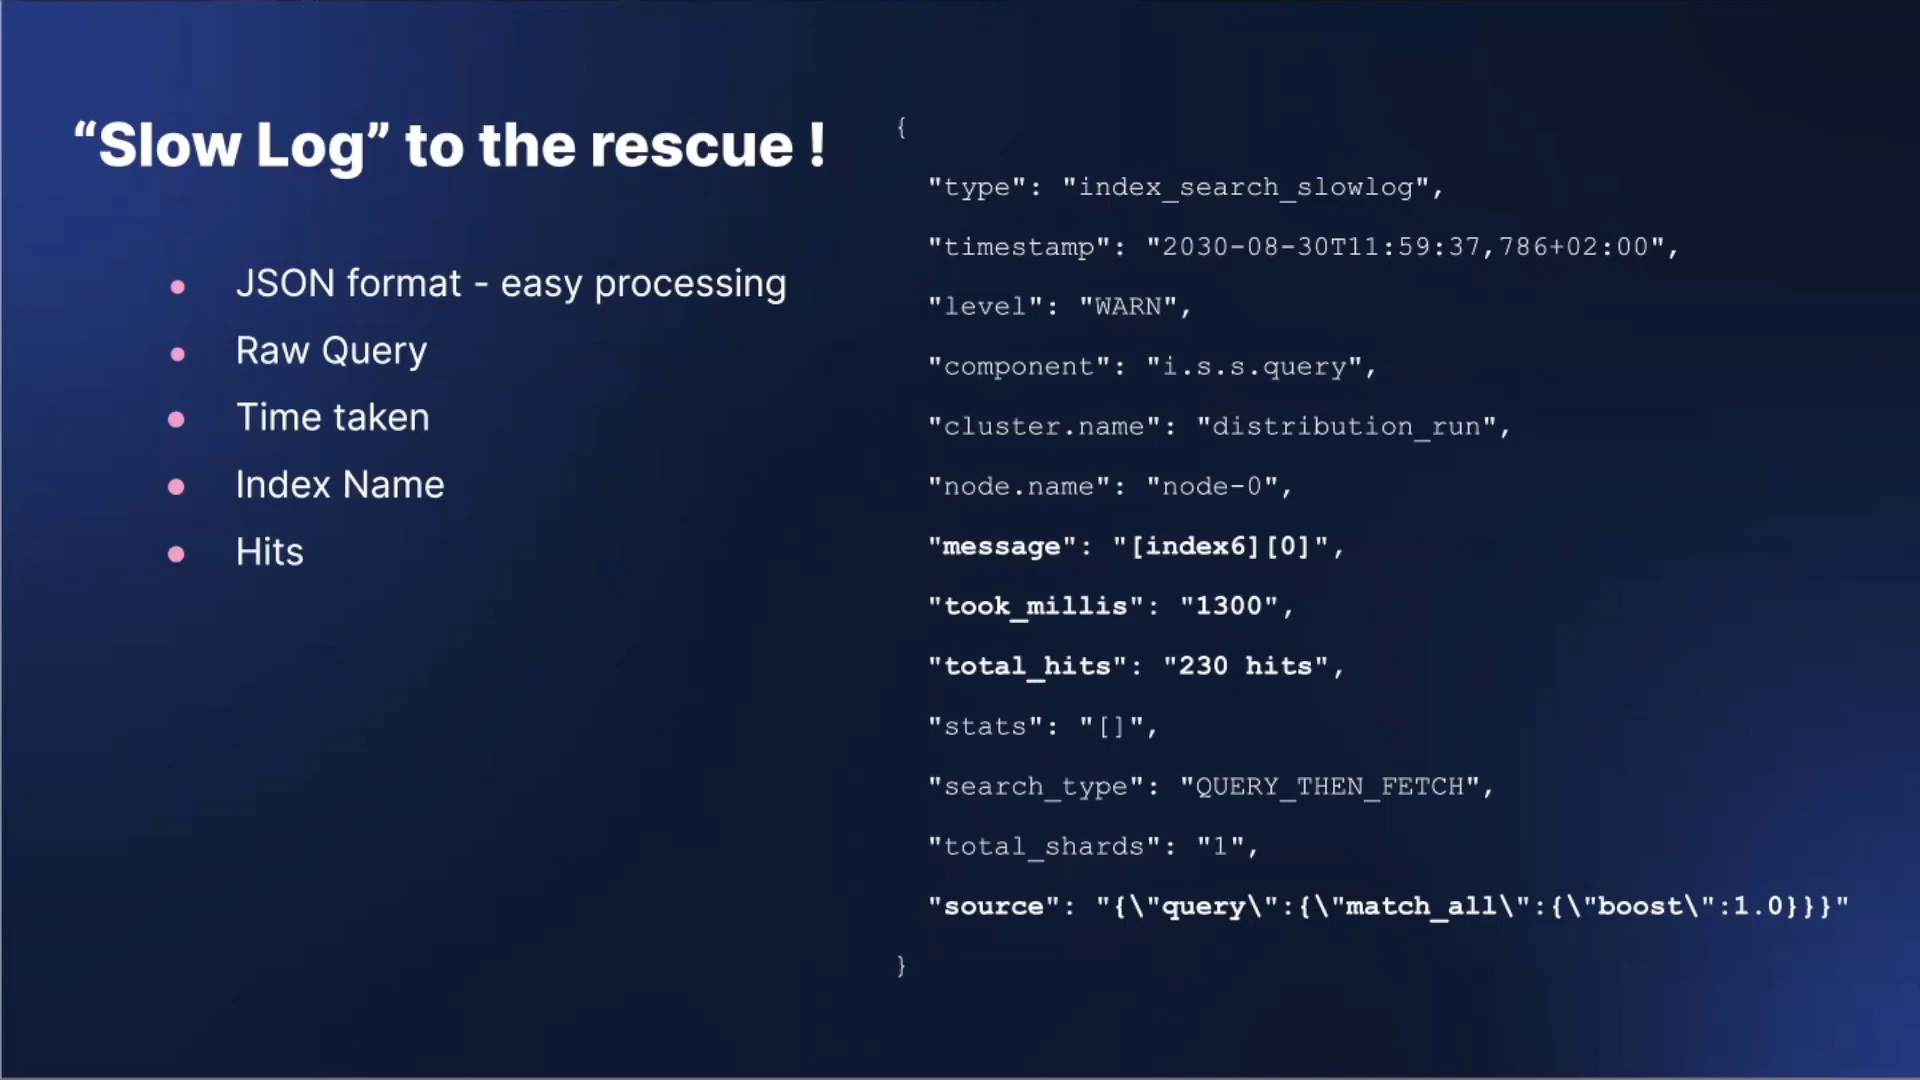 “Slow Log” to the rescue !
JSON format - easy processing
Raw Query
Time taken
Index Name
Hits
{
"type": "index_search_slowlog",
"timestamp": "2030-08-30T11:59:37,786+02:00",
"level": "WARN",
"component": "i.s.s.query",
"cluster.name": "distribution_run",
"node.name": "node-0",
"message": "[index6][0]",
"took_millis": "1300",
"total_hits": "230 hits",
"stats": "[]",
"search_type": "QUERY_THEN_FETCH",
"total_shards": "1",
"source": "{\"query\":{\"match_all\":{\"boost\":1.0}}}"
}